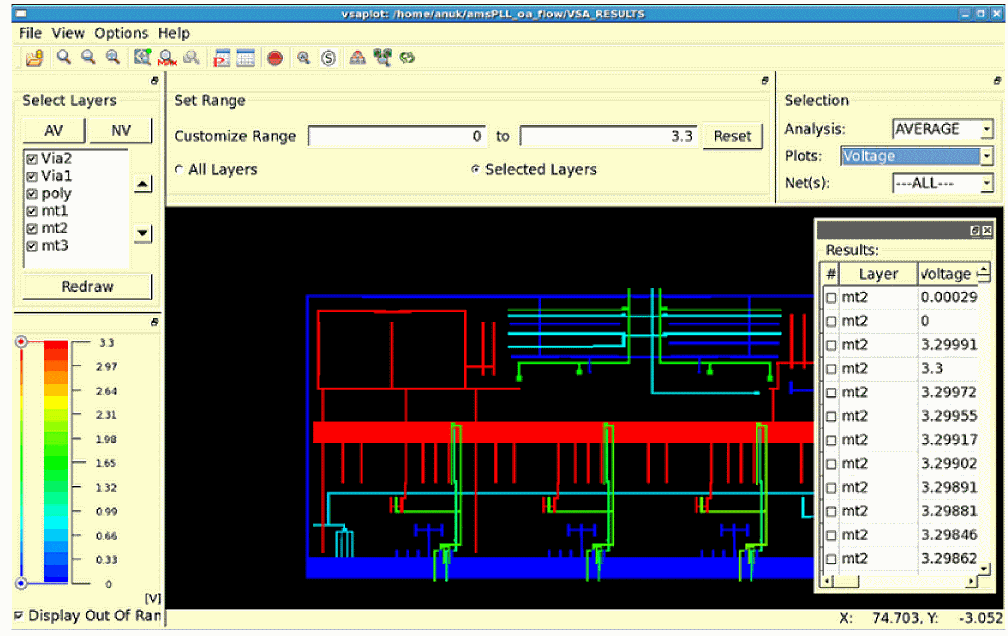 vsaplot: /home/anuk/amsPLL_oa_flow/VSA_RESULTS
File View Options Help
Select Layers
AV NV
Via2
Via1
poly
mt1
mt2
mt3
Redraw
Set Range
Customize Range 0 to 3.3 Reset
All Layers Selected Layers
Selection
Analysis: AVERAGE
Plots: Voltage
Net(s): ---ALL---
3.3
2.97
2.64
2.31
1.98
1.65
1.32
0.99
0.66
0.33
0
[V]
Display Out Of Ran
Results:
# Layer Voltage
mt2 0.00029
mt2 0
mt2 3.29991
mt2 3.3
mt2 3.29972
mt2 3.29955
mt2 3.29917
mt2 3.29902
mt2 3.29891
mt2 3.29881
mt2 3.29846
mt2 3.29862
X: 74.703, Y: -3.052